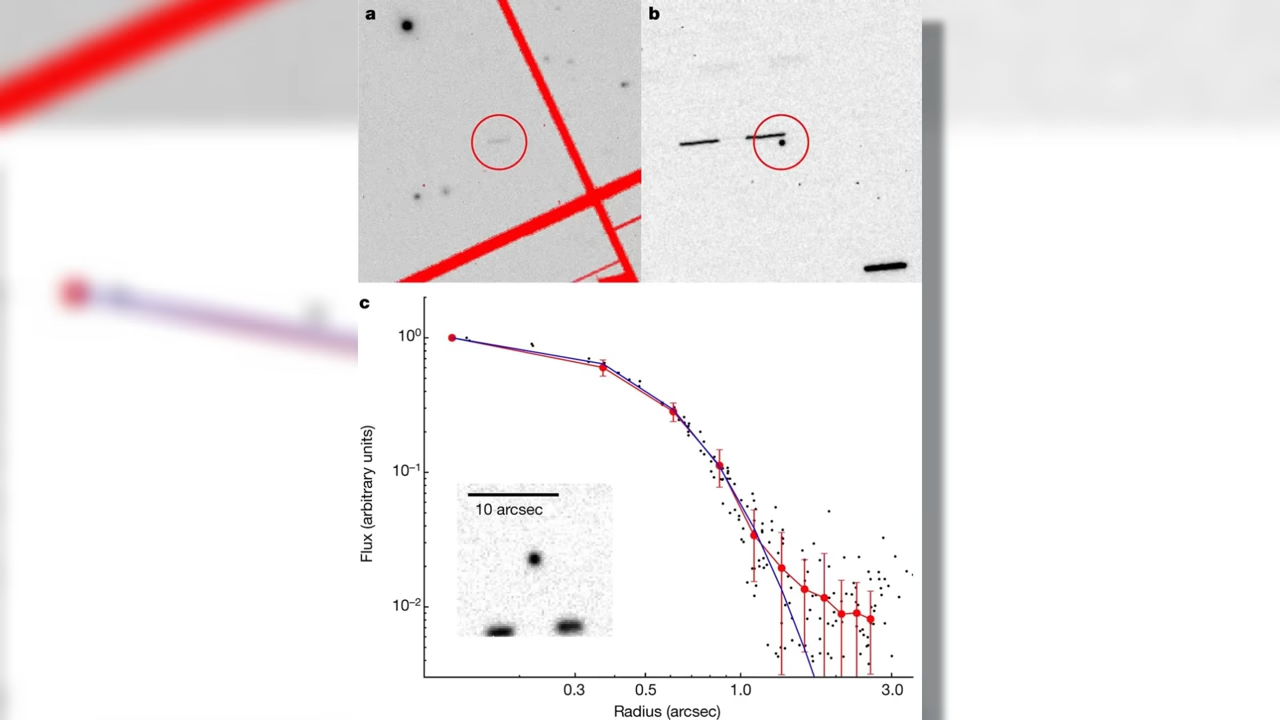 a
b
c
10⁰
10⁻¹
10⁻²
Flux (arbitrary units)
10 arcsec
0.3 0.5 1.0 3.0
Radius (arcsec)